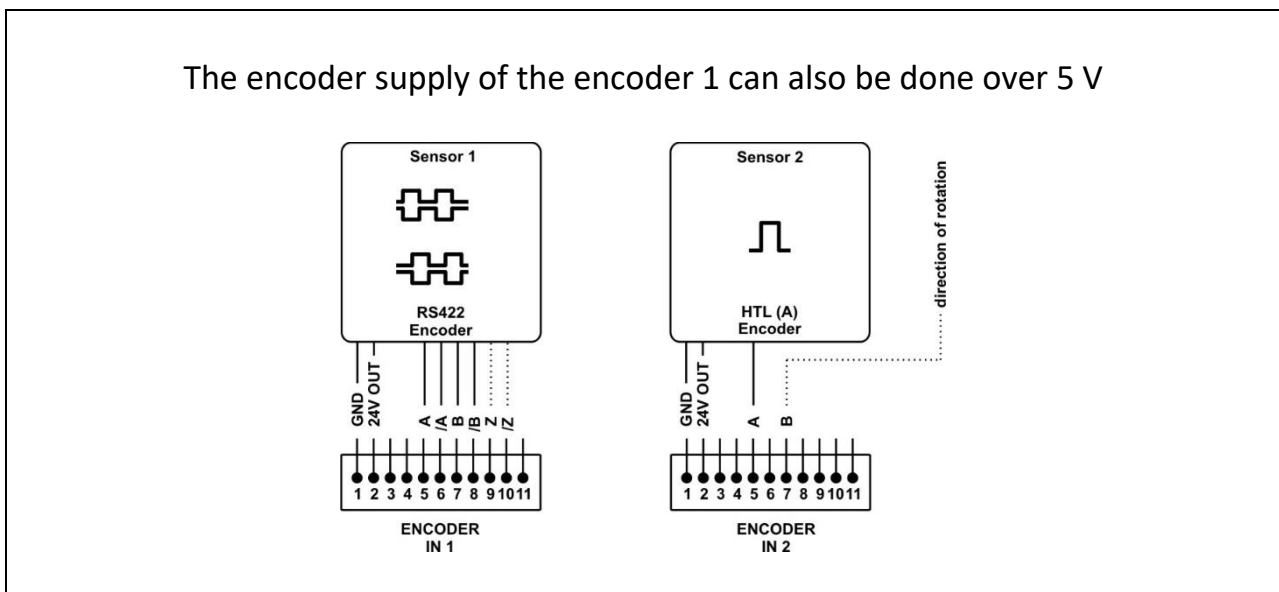 The encoder supply of the encoder 1 can also be done over 5 V
Sensor 1
RS422
Encoder
GND
24V OUT
A
/A
B
/B
Z
/Z
1 2 3 4 5 6 7 8 9 10 11
ENCODER
IN 1
Sensor 2
HTL (A)
Encoder
direction of rotation
GND
24V OUT
A
B
1 2 3 4 5 6 7 8 9 10 11
ENCODER
IN 2